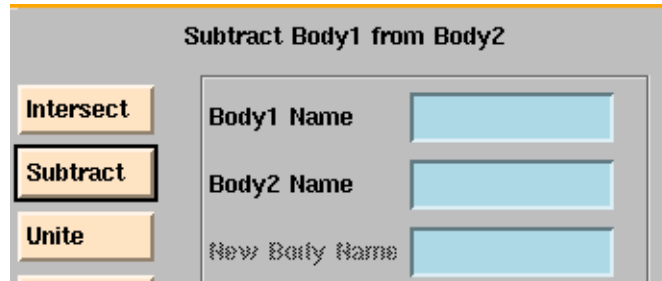 Subtract Body1 from Body2
Intersect
Body1 Name
Subtract
Body2 Name
Unite
New Body Name